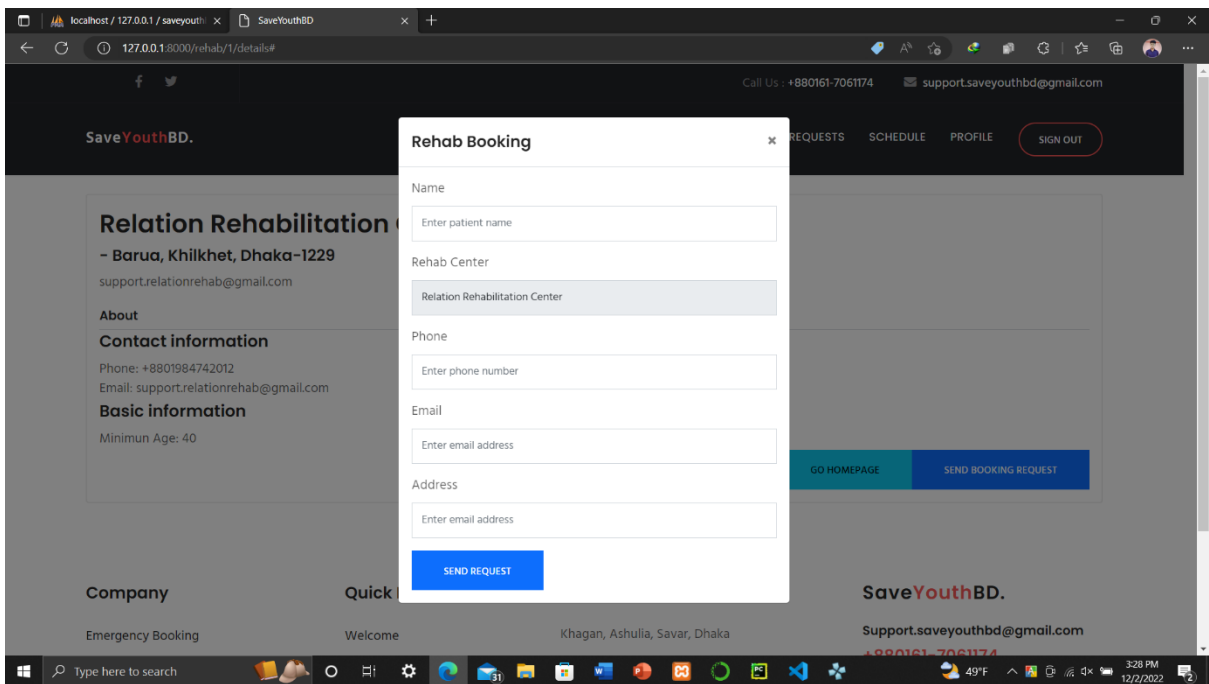 localhost / 127.0.0.1 / saveyouth
SaveYouthBD
127.0.0.1:8000/rehab/1/details#
Call Us : +880161-7061174
support.saveyouthbd@gmail.com
SaveYouthBD.
REQUESTS
SCHEDULE
PROFILE
SIGN OUT
Rehab Booking
×
Name
Enter patient name
Rehab Center
Relation Rehabilitation Center
Phone
Enter phone number
Email
Enter email address
Address
Enter email address
SEND REQUEST
Relation Rehabilitation
- Barua, Khilkhet, Dhaka-1229
support.relationrehab@gmail.com
About
Contact information
Phone: +8801984742012
Email: support.relationrehab@gmail.com
Basic information
Minimun Age: 40
GO HOMEPAGE
SEND BOOKING REQUEST
Company
Quick
SaveYouthBD.
Emergency Booking
Welcome
Khagan, Ashulia, Savar, Dhaka
Support.saveyouthbd@gmail.com
+880161-7061174
Type here to search
31
49°F
3:28 PM
12/2/2022
2